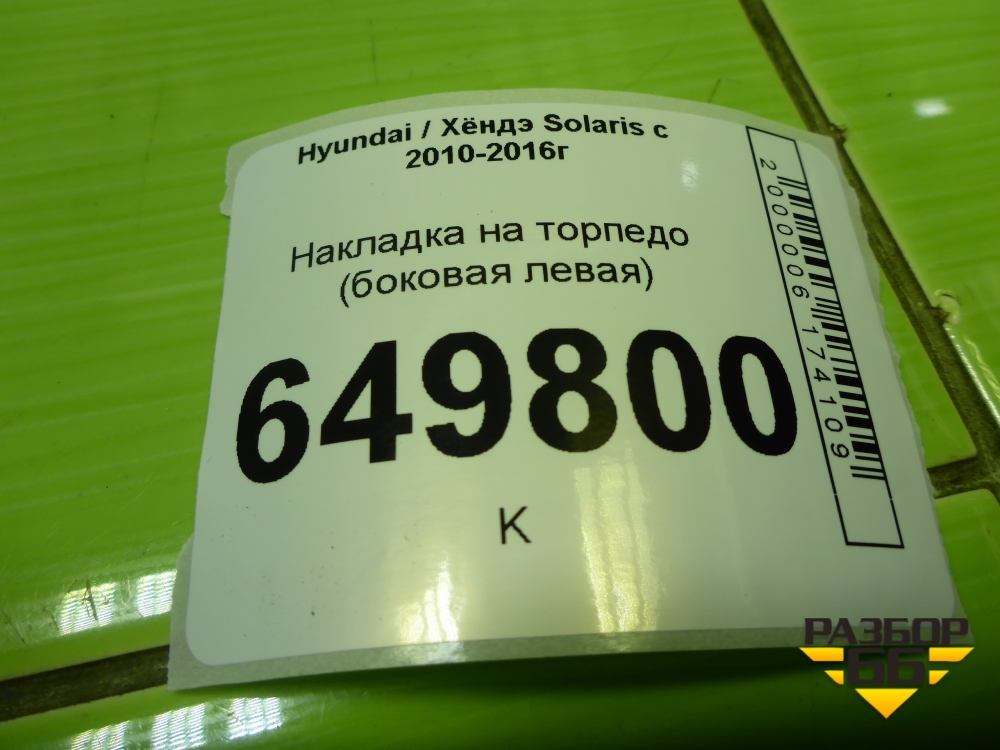 Hyundai / Хёндэ Solaris с
2010-2016г
Накладка на торпедо
(боковая левая)
649800
К
2000006174109
РАЗБОР
66